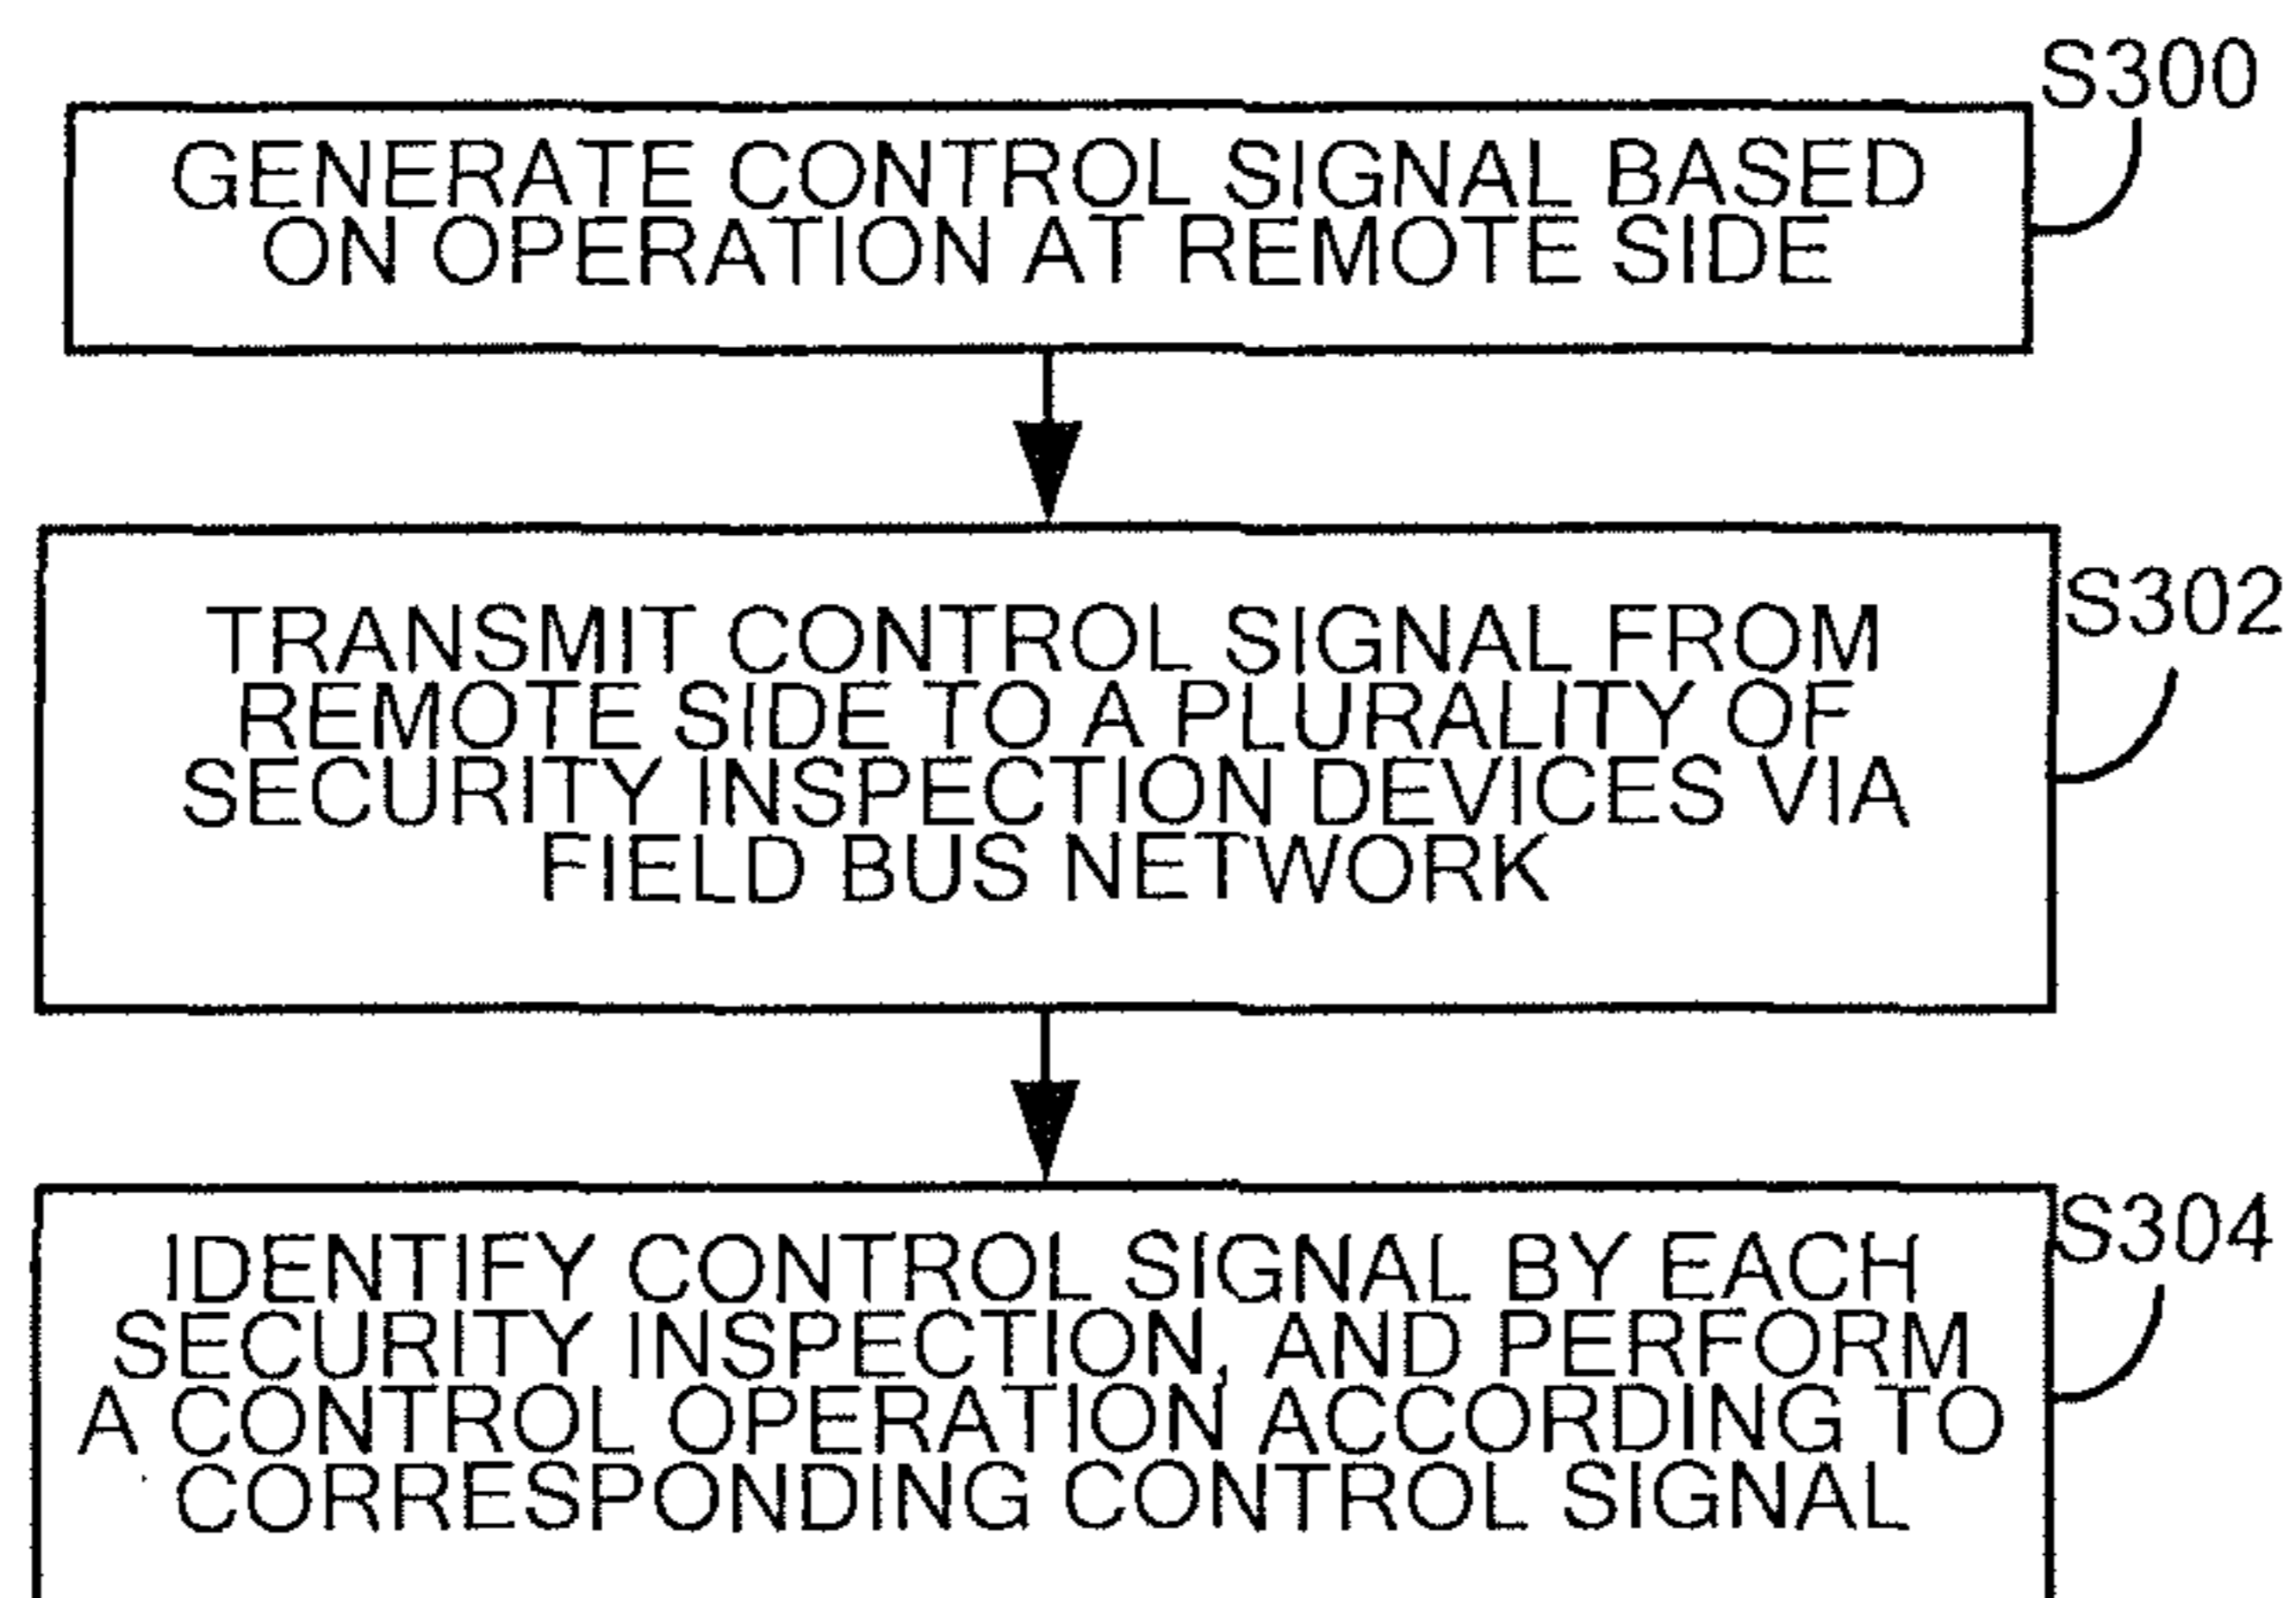 S300
GENERATE CONTROL SIGNAL BASED
ON OPERATION AT REMOTE SIDE
S302
TRANSMIT CONTROL SIGNAL FROM
REMOTE SIDE TO A PLURALITY OF
SECURITY INSPECTION DEVICES VIA
FIELD BUS NETWORK
S304
IDENTIFY CONTROL SIGNAL BY EACH
SECURITY INSPECTION, AND PERFORM
A CONTROL OPERATION ACCORDING TO
CORRESPONDING CONTROL SIGNAL